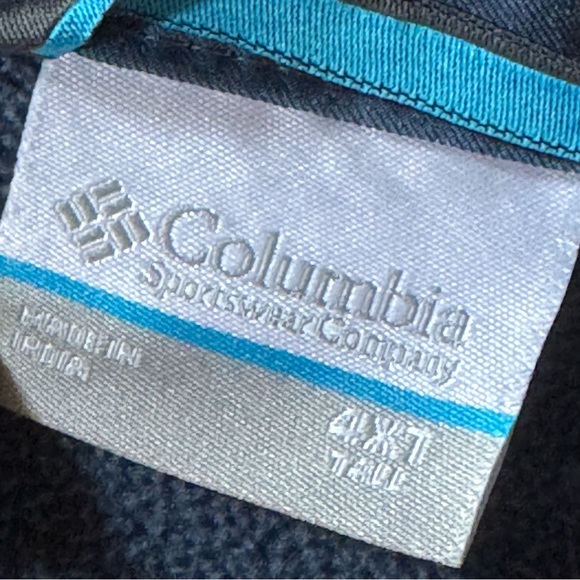 Columbia
Sportswear Company
MADE IN
INDIA
4XT
TALL